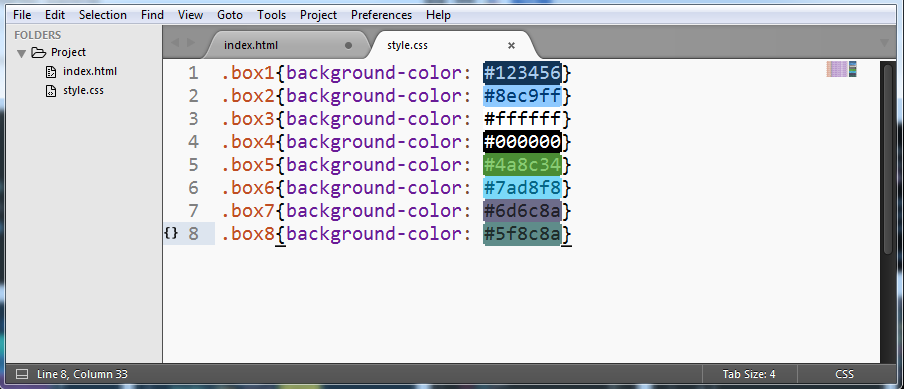 File Edit Selection Find View Goto Tools Project Preferences Help
FOLDERS
Project
index.html
style.css
index.html
style.css
1 .box1{background-color: #123456}
2 .box2{background-color: #8ec9ff}
3 .box3{background-color: #ffffff}
4 .box4{background-color: #000000}
5 .box5{background-color: #4a8c34}
6 .box6{background-color: #7ad8f8}
7 .box7{background-color: #6d6c8a}
{} 8 .box8{background-color: #5f8c8a}
Line 8, Column 33 Tab Size: 4 CSS